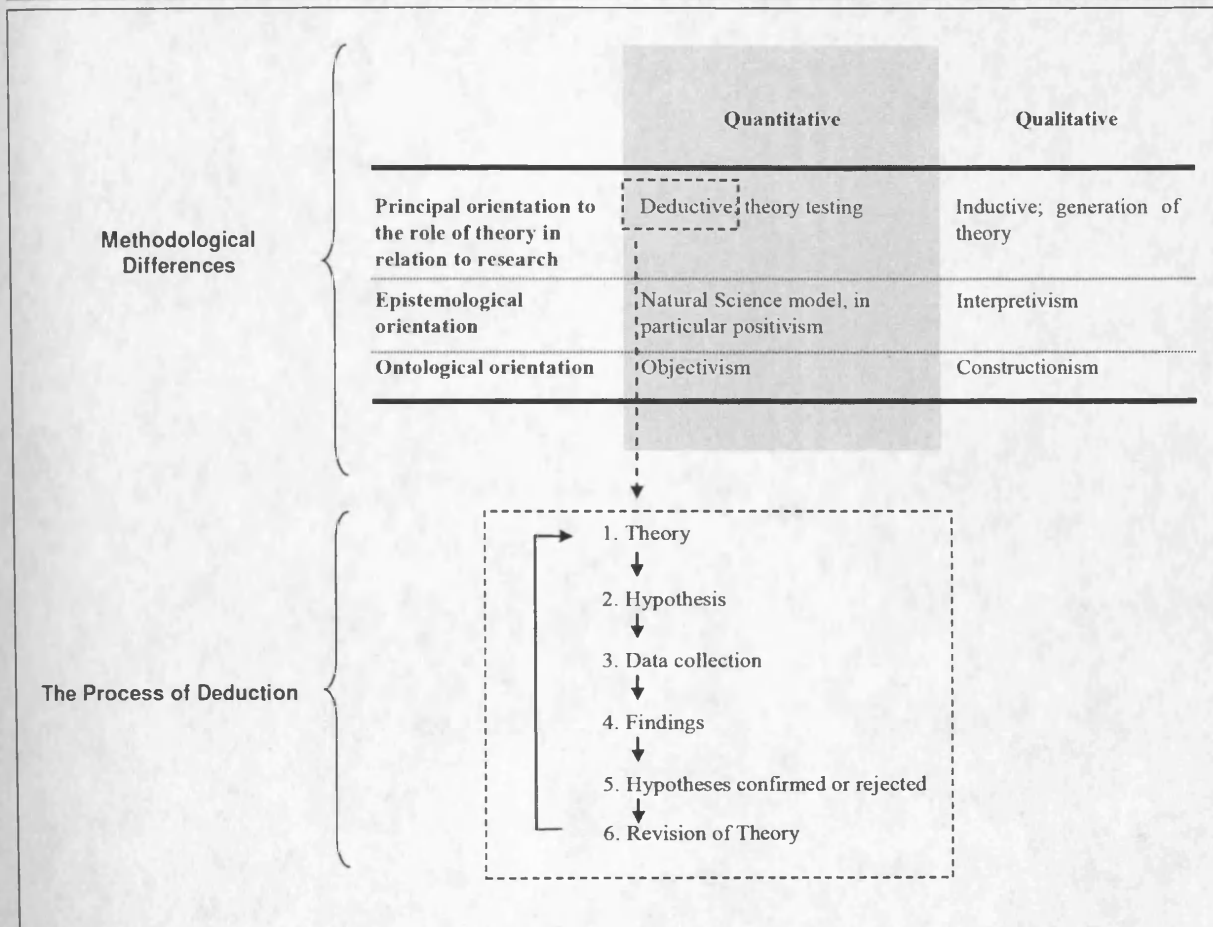 Quantitative
Qualitative
Methodological
Differences
Principal orientation to
the role of theory in
relation to research
Deductive; theory testing
Inductive; generation of
theory
Epistemological
orientation
Natural Science model, in
particular positivism
Interpretivism
Ontological orientation
Objectivism
Constructionism
The Process of Deduction
1. Theory
2. Hypothesis
3. Data collection
4. Findings
5. Hypotheses confirmed or rejected
6. Revision of Theory